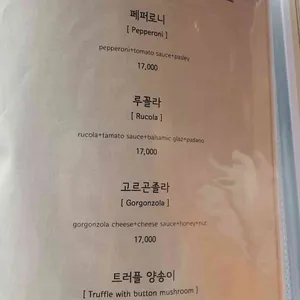 페퍼로니
[ Pepperoni ]
pepperoni+tomato sauce+pasley
17,000
루꼴라
[ Rucola ]
rucola+tamato sauce+balsamic glaz+padano
17,000
고르곤졸라
[ Gorgonzola ]
gorgonzola cheese+cheese sauce+honey+nut
17,000
트러플 양송이
[ Truffle with button mushroom ]